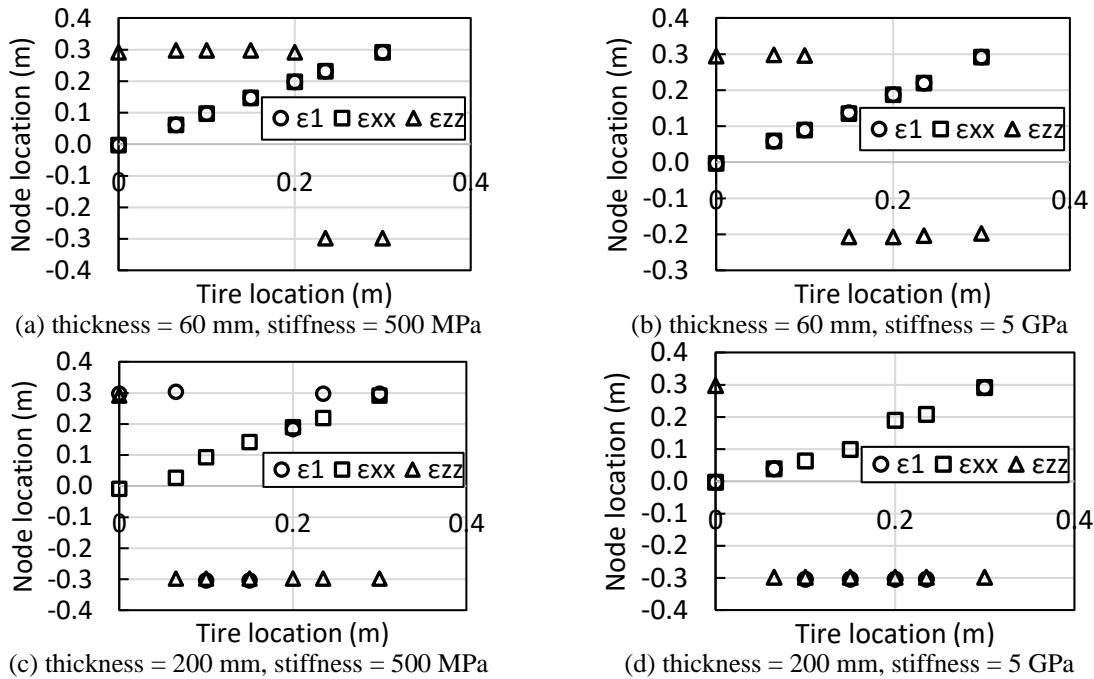 0.4
0.3
0.2
0.1
0.0
-0.1
-0.2
-0.3
-0.4
Node location (m)
0 0.2 0.4
ε1 εxx εzz
Tire location (m)
(a) thickness = 60 mm, stiffness = 500 MPa
0.4
0.3
0.2
0.1
0.0
-0.1
-0.2
-0.3
Node location (m)
0 0.2 0.4
ε1 εxx εzz
Tire location (m)
(b) thickness = 60 mm, stiffness = 5 GPa
0.4
0.3
0.2
0.1
0.0
-0.1
-0.2
-0.3
-0.4
Node location (m)
0 0.2 0.4
ε1 εxx εzz
Tire location (m)
(c) thickness = 200 mm, stiffness = 500 MPa
0.4
0.3
0.2
0.1
0.0
-0.1
-0.2
-0.3
-0.4
Node location (m)
0 0.2 0.4
ε1 εxx εzz
Tire location (m)
(d) thickness = 200 mm, stiffness = 5 GPa